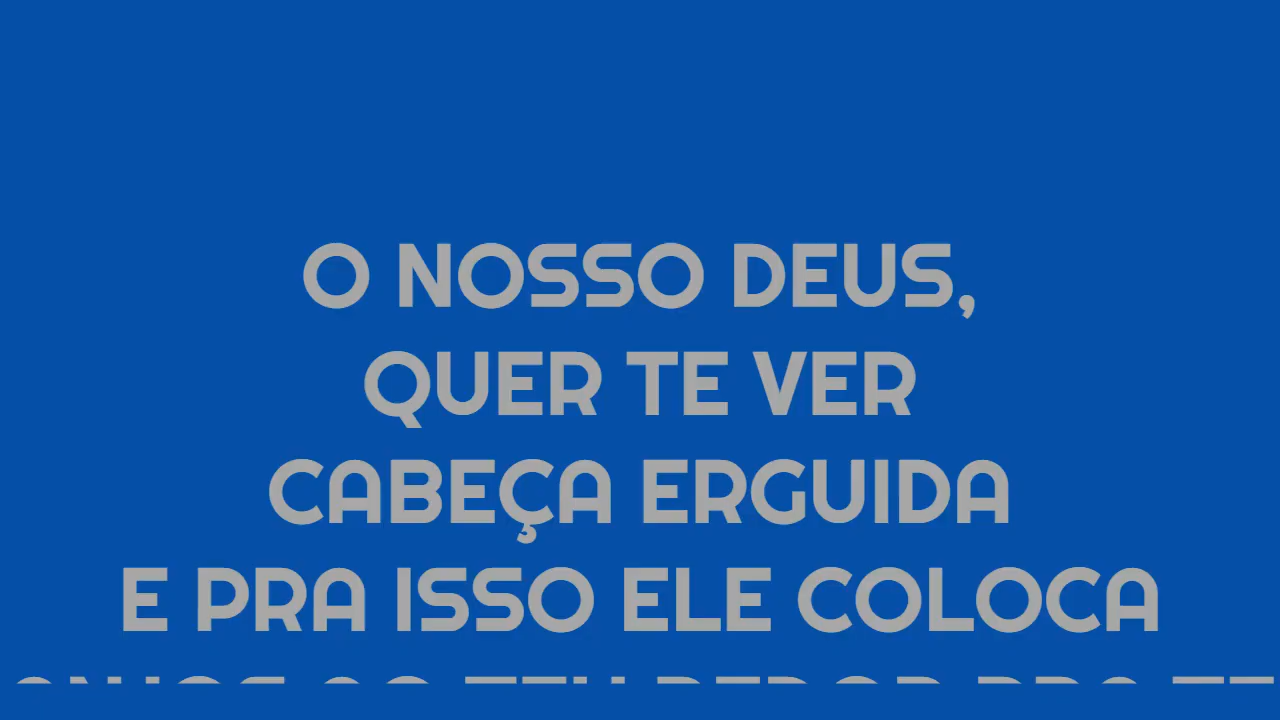 O NOSSO DEUS,
QUER TE VER
CABEÇA ERGUIDA
E PRA ISSO ELE COLOCA